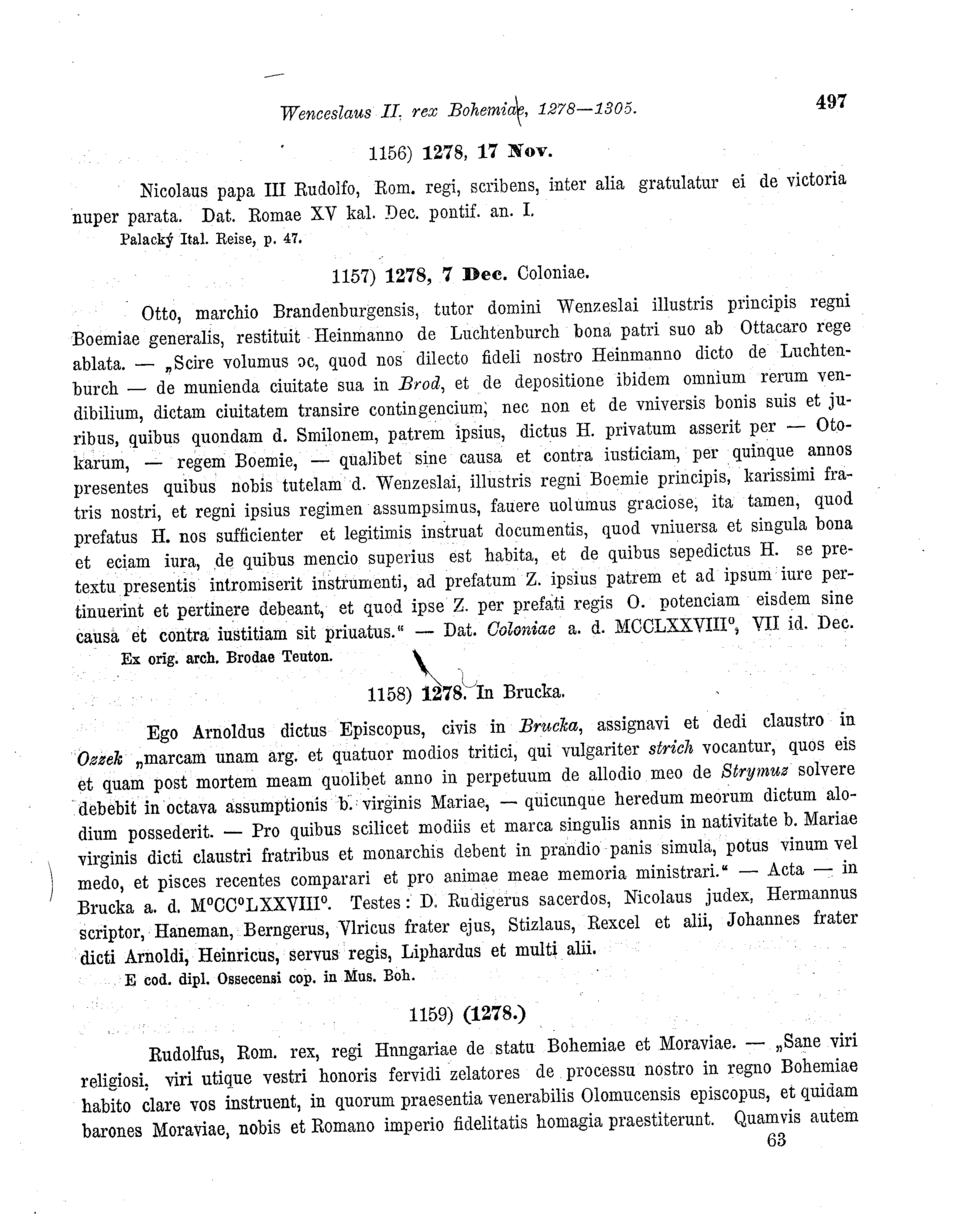 Wenceslaus II. rex Bohemiae, 1278—1305.
497
1156) 1278, 17 Nov.
Nicolaus papa III Rudolfo, Rom. regi, scribens, inter alia gratulatur ei de victoria
nuper parata. Dat. Romae XV kal. Dec. pontif. an. I.
Palacký Ital. Reise, p. 47.
1157) 1278, 7 Dec. Coloniae.
Otto, marchio Brandenburgensis, tutor domini Wenzeslai illustris principis regni
Boemiae generalis, restituit Heinmanno de Luchtenburch bona patri suo ab Ottacaro rege
ablata. — „Scire volumus ɔc, quod nos dilecto fideli nostro Heinmanno dicto de Luchten-
burch — de munienda ciuitate sua in Brod, et de depositione ibidem omnium rerum ven-
dibilium, dictam ciuitatem transire contingencium, nec non et de vniversis bonis suis et ju-
ribus, quibus quondam d. Smilonem, patrem ipsius, dictus H. privatum asserit per — Oto-
karum, — regem Boemie, — qualibet sine causa et contra iusticiam, per quinque annos
presentes quibus nobis tutelam d. Wenzeslai, illustris regni Boemie principis, karissimi fra-
tris nostri, et regni ipsius regimen assumpsimus, fauere uolumus graciose, ita tamen, quod
prefatus H. nos sufficienter et legitimis instruat documentis, quod vniuersa et singula bona
et eciam iura, de quibus mencio superius est habita, et de quibus sepedictus H. se pre-
textu presentis intromiserit instrumenti, ad prefatum Z. ipsius patrem et ad ipsum iure per-
tinuerint et pertinere debeant, et quod ipse Z. per prefati regis O. potenciam eisdem sine
causa et contra iustitiam sit priuatus.“ — Dat. Coloniae a. d. MCCLXXVIII⁰, VII id. Dec.
Ex orig. arch. Brodae Teuton.
1158) 1278. In Brucka.
Ego Arnoldus dictus Episcopus, civis in Brucka, assignavi et dedi claustro in
Ozzek „marcam unam arg. et quatuor modios tritici, qui vulgariter strich vocantur, quos eis
et quam post mortem meam quolibet anno in perpetuum de allodio meo de Strymuz solvere
debebit in octava assumptionis b. virginis Mariae, — quicunque heredum meorum dictum alo-
dium possederit. — Pro quibus scilicet modiis et marca singulis annis in nativitate b. Mariae
virginis dicti claustri fratribus et monarchis debent in prandio panis simula, potus vinum vel
medo, et pisces recentes comparari et pro animae meae memoria ministrari.“ — Acta — in
Brucka a. d. M⁰CC⁰LXXVIII⁰. Testes: D. Rudigerus sacerdos, Nicolaus judex, Hermannus
scriptor, Haneman, Berngerus, Vlricus frater ejus, Stizlaus, Rexcel et alii, Johannes frater
dicti Arnoldi, Heinricus, servus regis, Liphardus et multi alii.
E cod. dipl. Ossecensi cop. in Mus. Boh.
1159) (1278.)
Rudolfus, Rom. rex, regi Hnngariae de statu Bohemiae et Moraviae. — „Sane viri
religiosi, viri utique vestri honoris fervidi zelatores de processu nostro in regno Bohemiae
habito clare vos instruent, in quorum praesentia venerabilis Olomucensis episcopus, et quidam
barones Moraviae, nobis et Romano imperio fidelitatis homagia praestiterunt. Quamvis autem
63